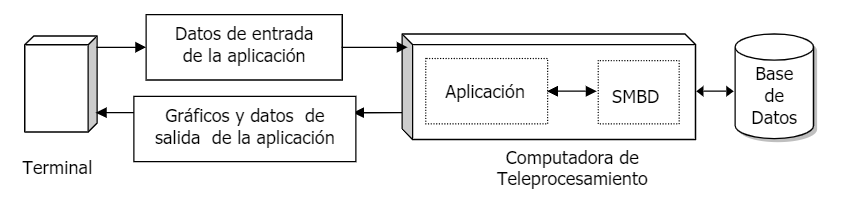 Datos de entrada
de la aplicación
Gráficos y datos de
salida de la aplicación
Terminal
Aplicación
SMBD
Computadora de
Teleprocesamiento
Base
de
Datos